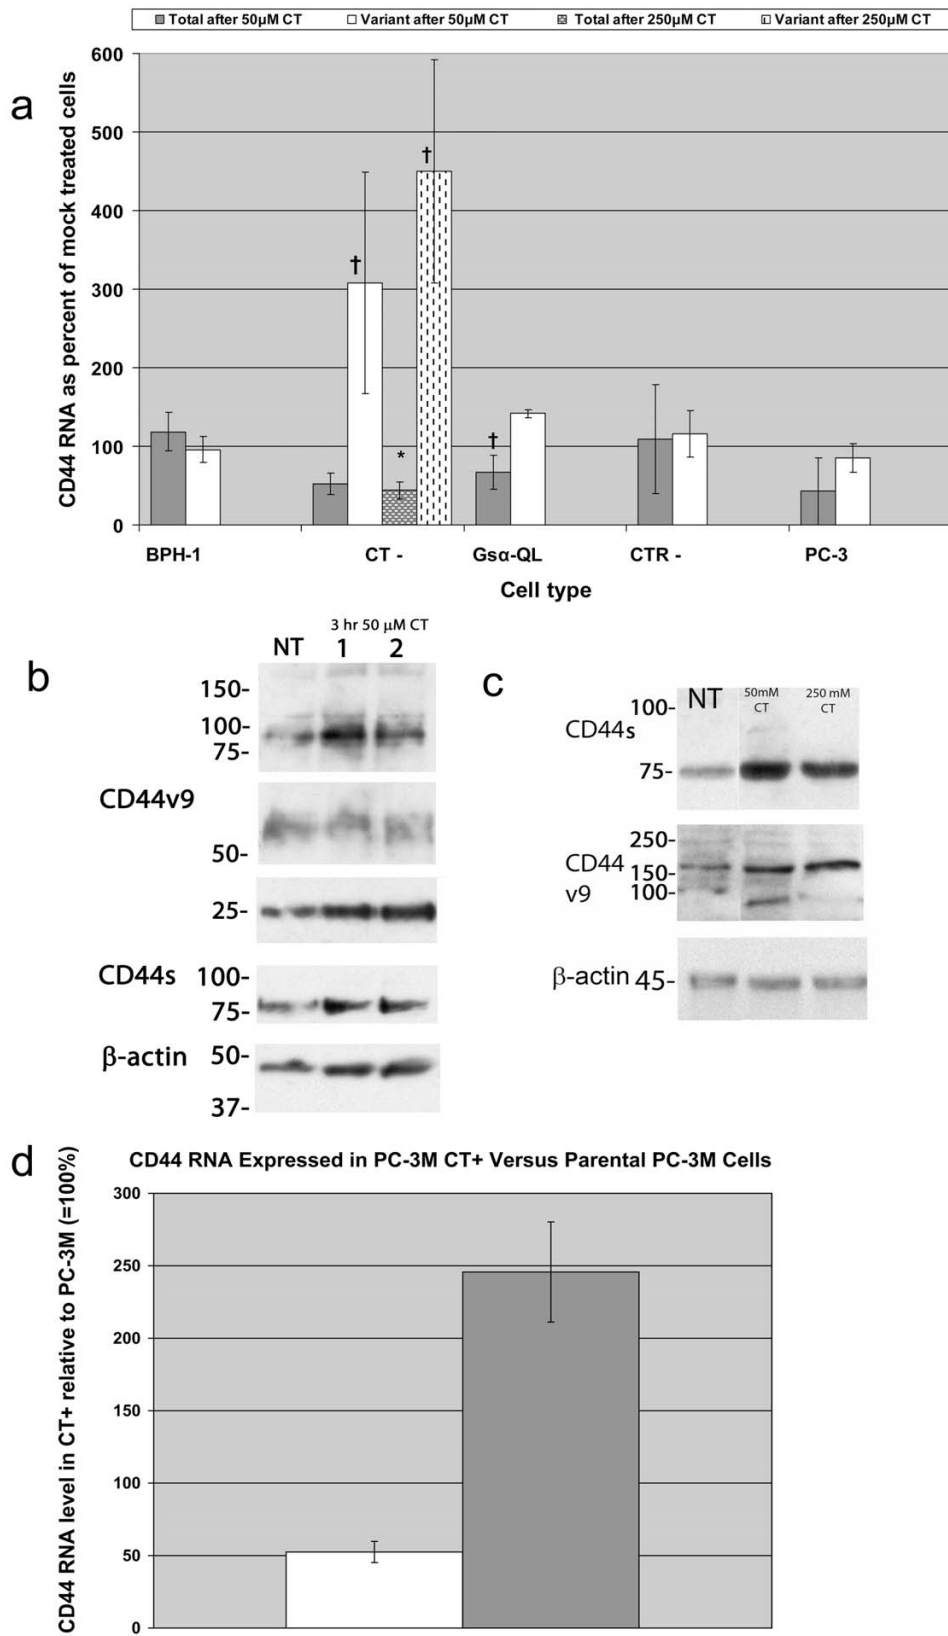 Total after 50µM CT Variant after 50µM CT Total after 250µM CT Variant after 250µM CT
a
CD44 RNA as percent of mock treated cells
600
500
400
300
200
100
0
†
†
*
†
BPH-1 CT - Gsα-QL CTR - PC-3
Cell type
b
3 hr 50 µM CT
NT 1 2
150-
100-
75-
CD44v9
50-
25-
CD44s
100-
75-
β-actin
50-
37-
c
NT 50mM CT 250 mM CT
CD44s
100-
75-
CD44
v9
250-
150-
100-
β-actin 45-
d
CD44 RNA Expressed in PC-3M CT+ Versus Parental PC-3M Cells
CD44 RNA level in CT+ relative to PC-3M (=100%)
300
250
200
150
100
50
0